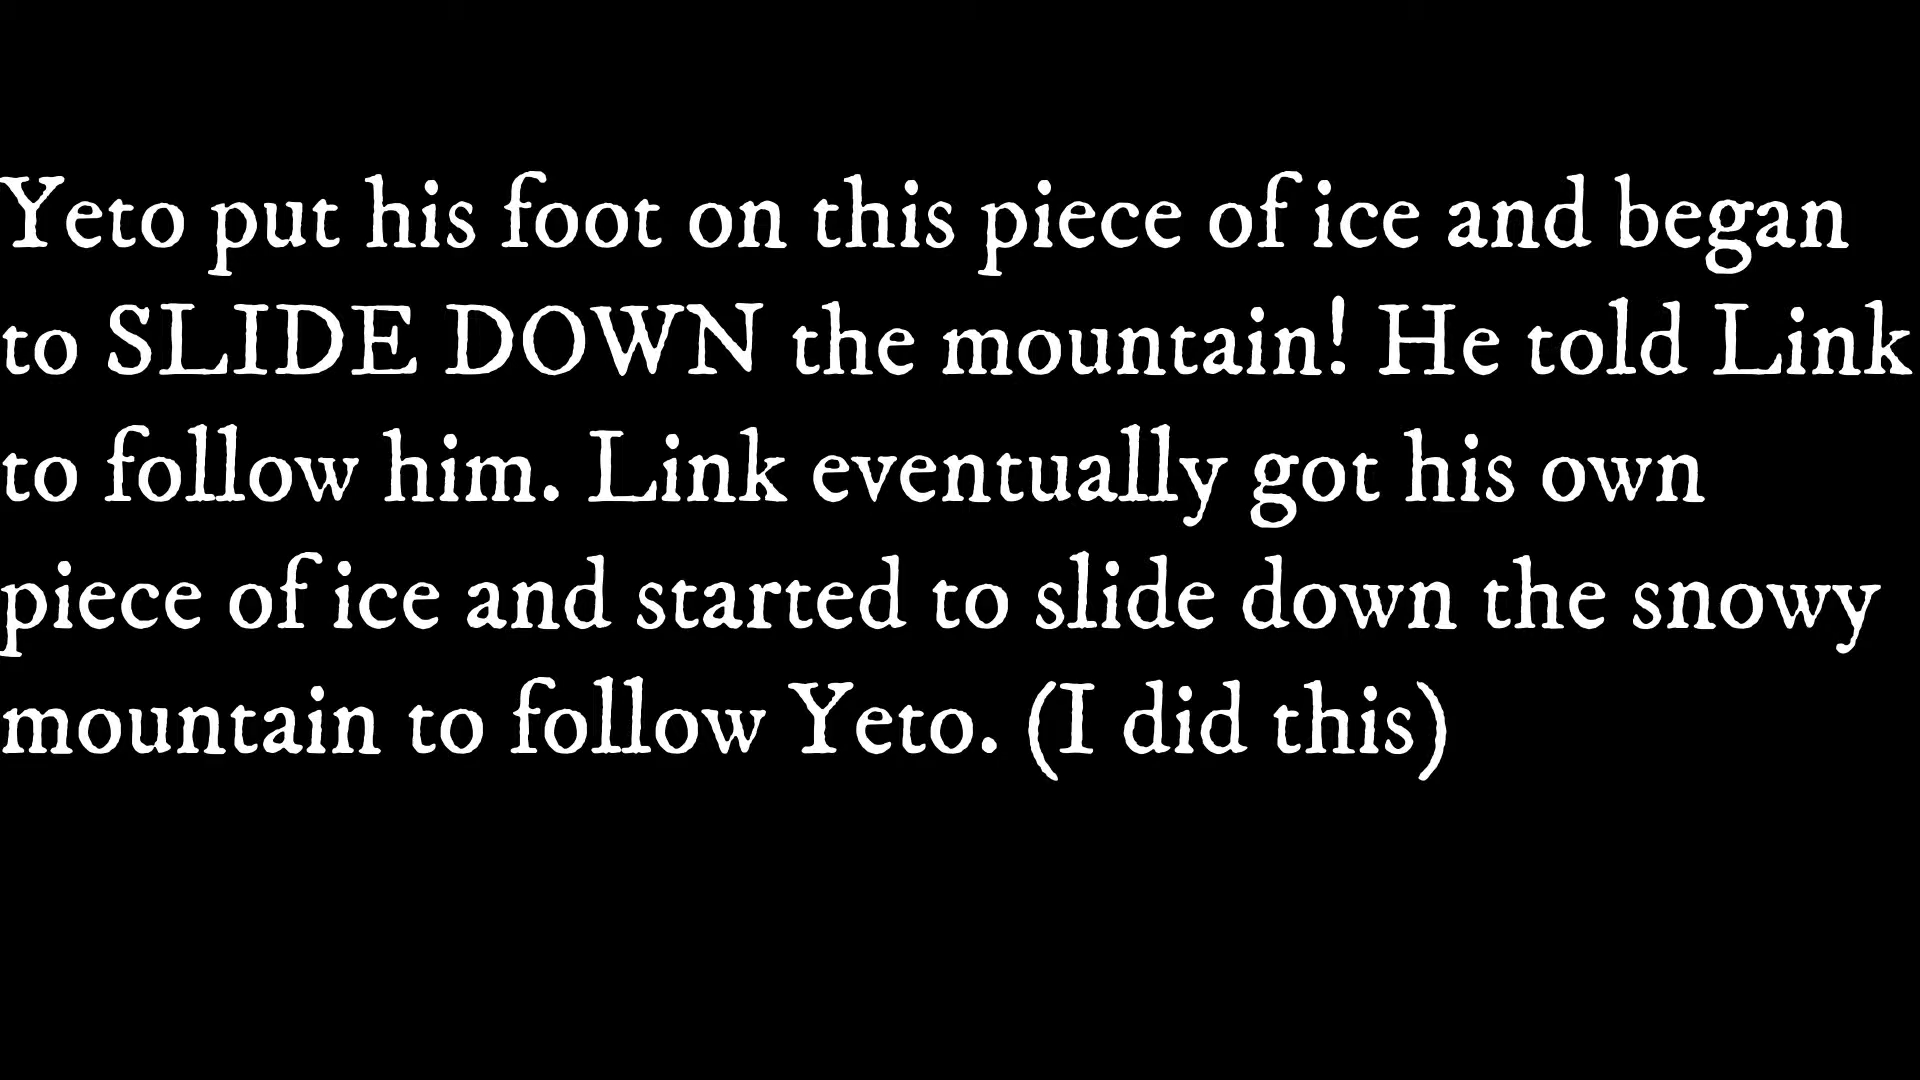 Yeto put his foot on this piece of ice and began
to SLIDE DOWN the mountain! He told Link
to follow him. Link eventually got his own
piece of ice and started to slide down the snowy
mountain to follow Yeto. (I did this)